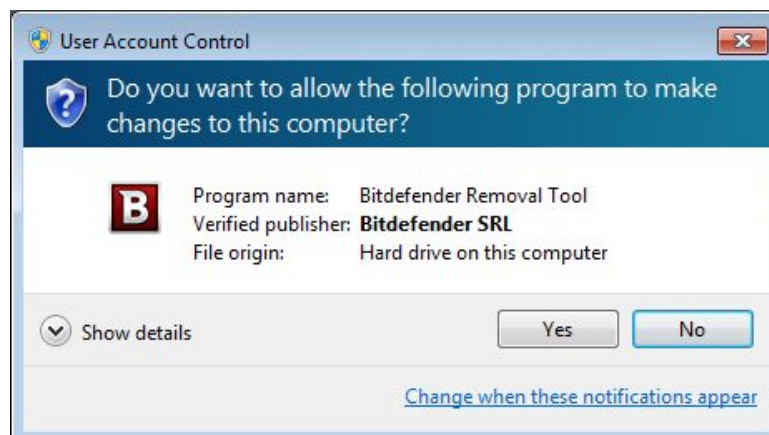 User Account Control
Do you want to allow the following program to make
changes to this computer?
B
Program name: Bitdefender Removal Tool
Verified publisher: Bitdefender SRL
File origin: Hard drive on this computer
Show details
Yes No
Change when these notifications appear